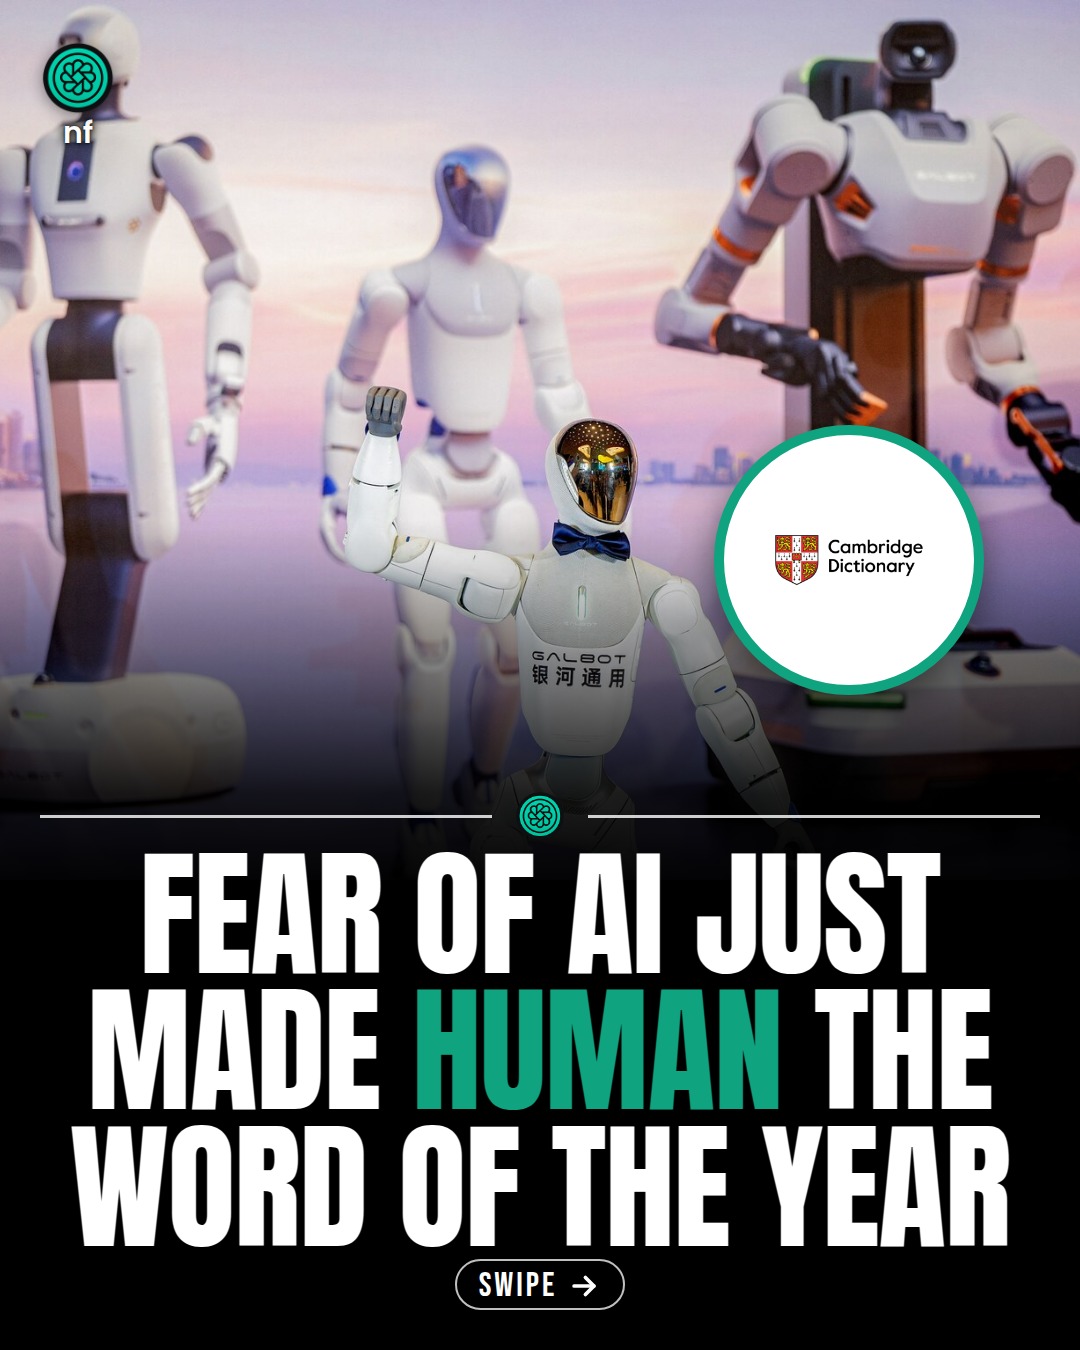 nf
GALBOT
Cambridge
Dictionary
GALBOT
银河通用
FEAR OF AI JUST
MADE HUMAN THE
WORD OF THE YEAR
SWIPE →